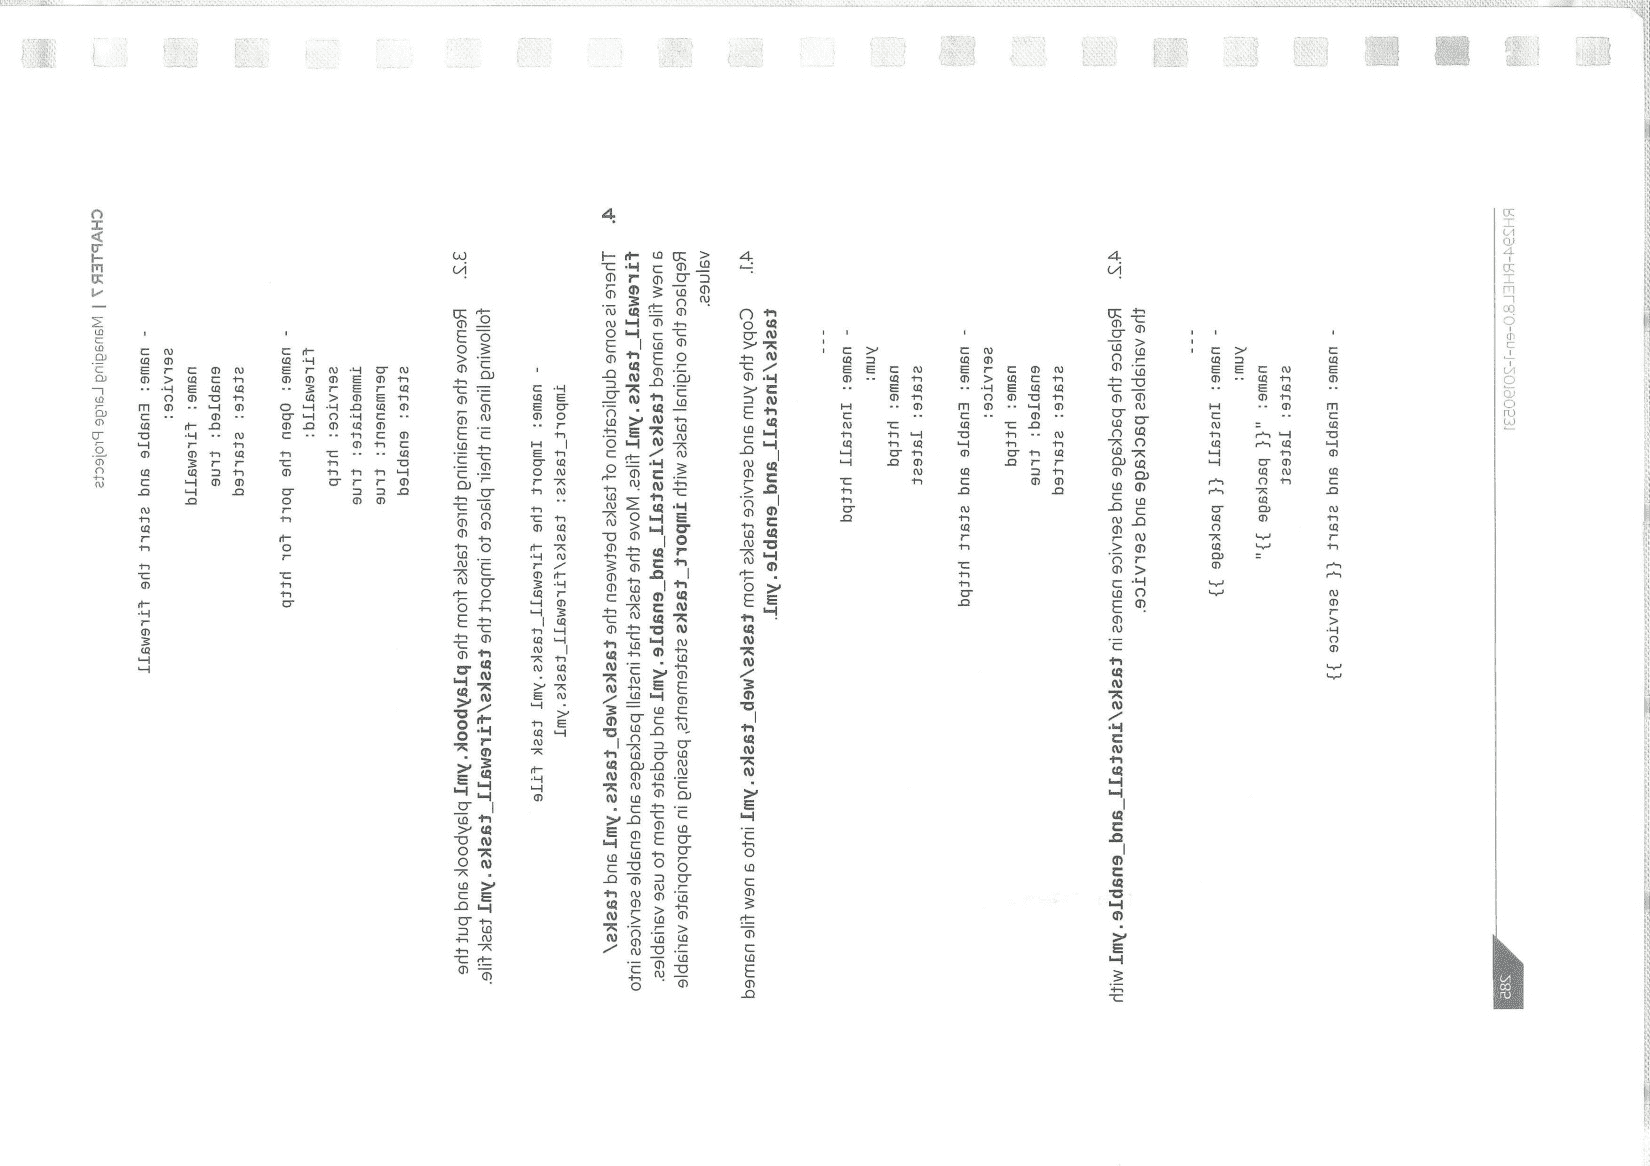 CHAPTER 7 | Managing Large Projects
- name: Enable and start the firewall
service:
name: firewalld
enabled: true
state: started
- name: Open the port for http
firewalld:
service: http
immediate: true
permanent: true
state: enabled
3.2. Remove the remaining three tasks from the playbook.yml playbook and put the
following lines in their place to import the tasks/firewall_tasks.yml task file.
- name: Import the firewall_tasks.yml task file
import_tasks: tasks/firewall_tasks.yml
4. There is some duplication of tasks between the tasks/web_tasks.yml and tasks/
firewall_tasks.yml files. Move the tasks that install packages and enable services into
a new file named tasks/install_and_enable.yml and update them to use variables.
Replace the original tasks with import_tasks statements, passing in appropriate variable
values.
4.1. Copy the yum and service tasks from tasks/web_tasks.yml into a new file named
tasks/install_and_enable.yml.
---
- name: Install httpd
yum:
name: httpd
state: latest
- name: Enable and start httpd
service:
name: httpd
enabled: true
state: started
4.2. Replace the package and service names in tasks/install_and_enable.yml with
the variables package and service.
---
- name: Install {{ package }}
yum:
name: "{{ package }}"
state: latest
- name: Enable and start {{ service }}
RH294-RHEL8.0-en-1-20190531
285